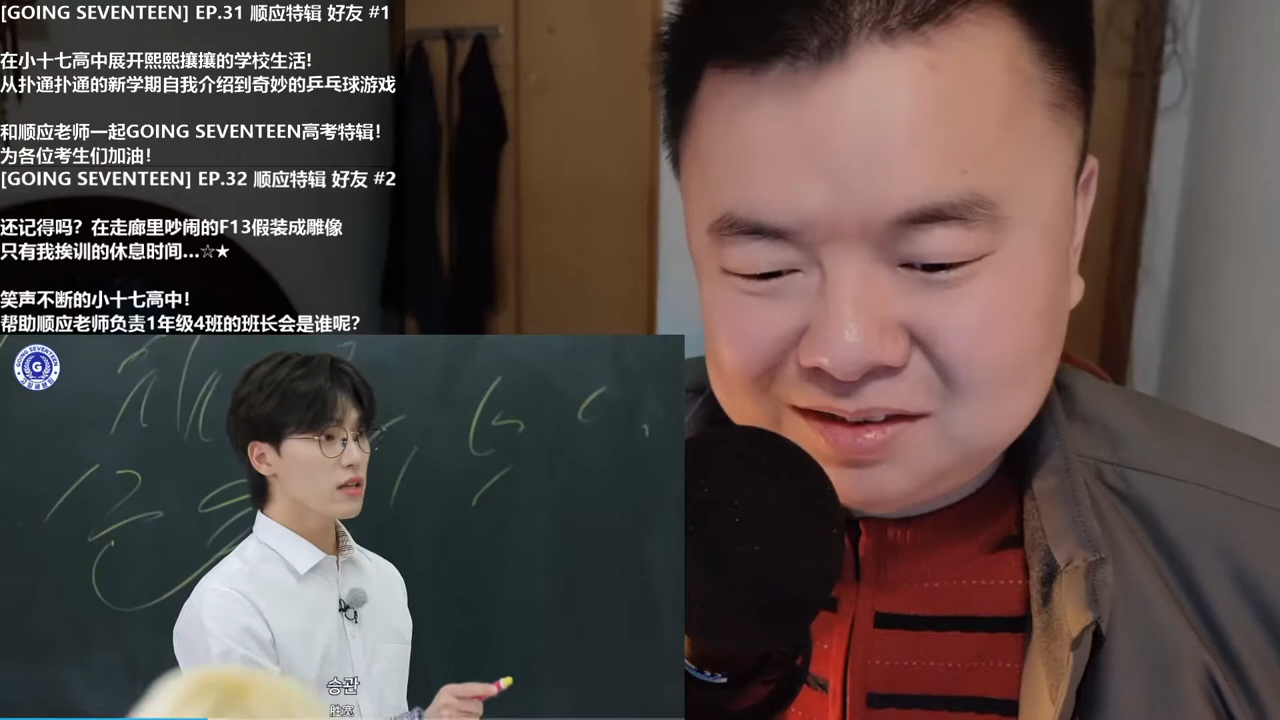 [GOING SEVENTEEN] EP.31 顺应特辑 好友 #1
在小十七高中展开熙熙攘攘的学校生活!
从扑通扑通的新学期自我介绍到奇妙的乒乓球游戏
和顺应老师一起GOING SEVENTEEN高考特辑!
为各位考生们加油!
[GOING SEVENTEEN] EP.32 顺应特辑 好友 #2
还记得吗? 在走廊里吵闹的F13假装成雕像
只有我挨训的休息时间...☆★
笑声不断的小十七高中!
帮助顺应老师负责1年级4班的班长会是谁呢?
GOING SEVENTEEN
G
승관
胜宽